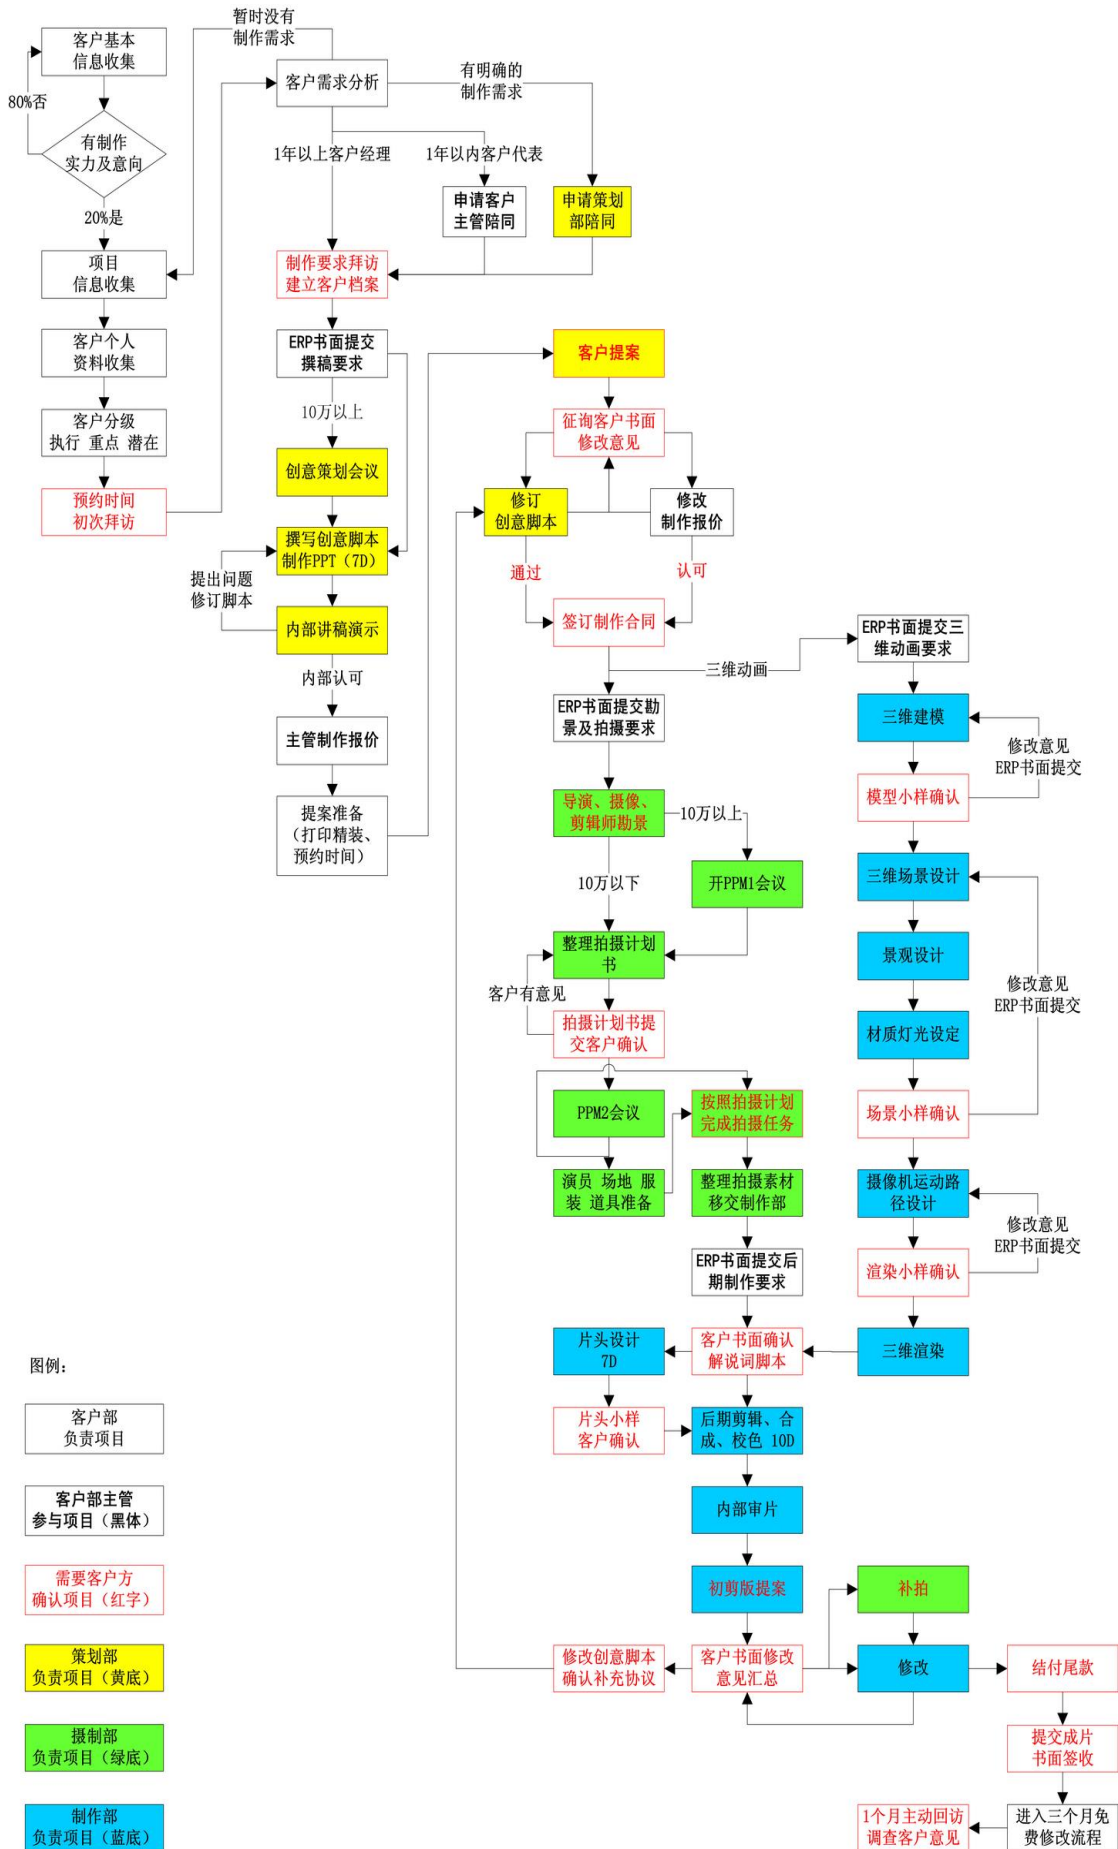 客户基本
信息收集
80%否
有制作
实力及意向
20%是
项目
信息收集
客户个人
资料收集
客户分级
执行 重点 潜在
预约时间
初次拜访
暂时没有
制作需求
客户需求分析
有明确的
制作需求
1年以上客户经理
1年以内客户代表
申请客户
主管陪同
申请策划
部陪同
制作要求拜访
建立客户档案
ERP书面提交
撰稿要求
10万以上
创意策划会议
撰写创意脚本
制作PPT（7D）
提出问题
修订脚本
内部讲稿演示
内部认可
主管制作报价
提案准备
（打印精装、
预约时间）
客户提案
征询客户书面
修改意见
修订
创意脚本
修改
制作报价
通过
认可
签订制作合同
三维动画
ERP书面提交勘
景及拍摄要求
导演、摄像、
剪辑师勘景
10万以上
10万以下
开PPM1会议
整理拍摄计划
书
客户有意见
拍摄计划书提
交客户确认
PPM2会议
演员 场地 服
装 道具准备
按照拍摄计划
完成拍摄任务
整理拍摄素材
移交制作部
ERP书面提交后
期制作要求
ERP书面提交三
维动画要求
三维建模
修改意见
ERP书面提交
模型小样确认
三维场景设计
景观设计
修改意见
ERP书面提交
材质灯光设定
场景小样确认
摄像机运动路
径设计
修改意见
ERP书面提交
渲染小样确认
三维渲染
客户书面确认
解说词脚本
片头设计
7D
片头小样
客户确认
后期剪辑、合
成、校色 10D
内部审片
初剪版提案
客户书面修改
意见汇总
修改创意脚本
确认补充协议
补拍
修改
结付尾款
提交成片
书面签收
进入三个月免
费修改流程
1个月主动回访
调查客户意见
图例：
客户部
负责项目
客户部主管
参与项目（黑体）
需要客户方
确认项目（红字）
策划部
负责项目（黄底）
摄制部
负责项目（绿底）
制作部
负责项目（蓝底）